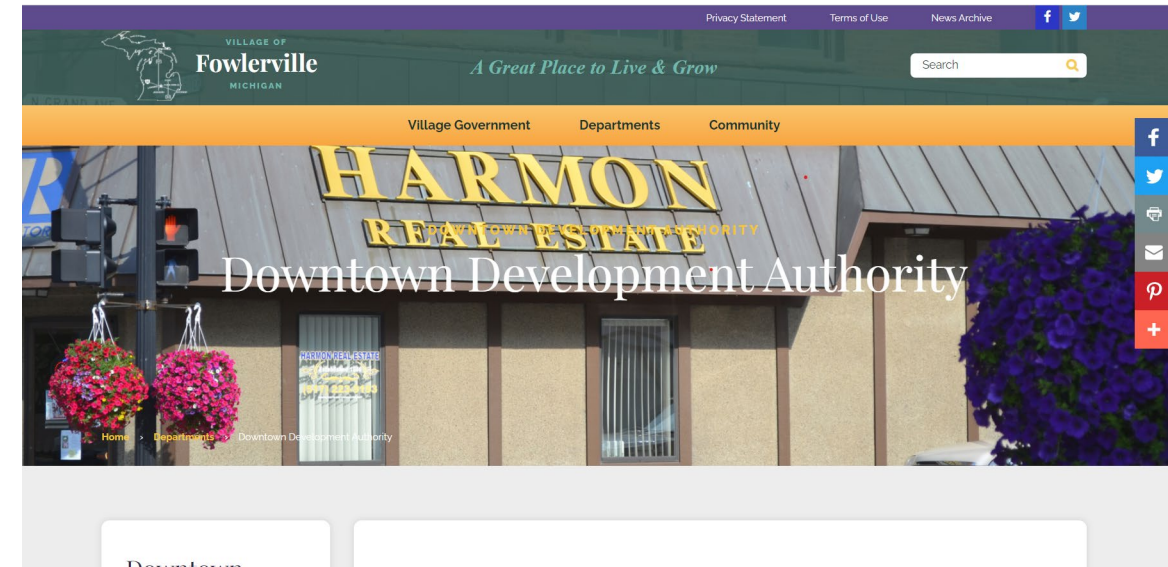 Privacy Statement Terms of Use News Archive
VILLAGE OF
Fowlerville
MICHIGAN
A Great Place to Live & Grow
Search
N GRAND AVE
Village Government Departments Community
HARMON
REAL ESTATE
DOWNTOWN DEVELOPMENT AUTHORITY
Downtown Development Authority
HARMON REAL ESTATE
Home > Departments > Downtown Development Authority
Downtown